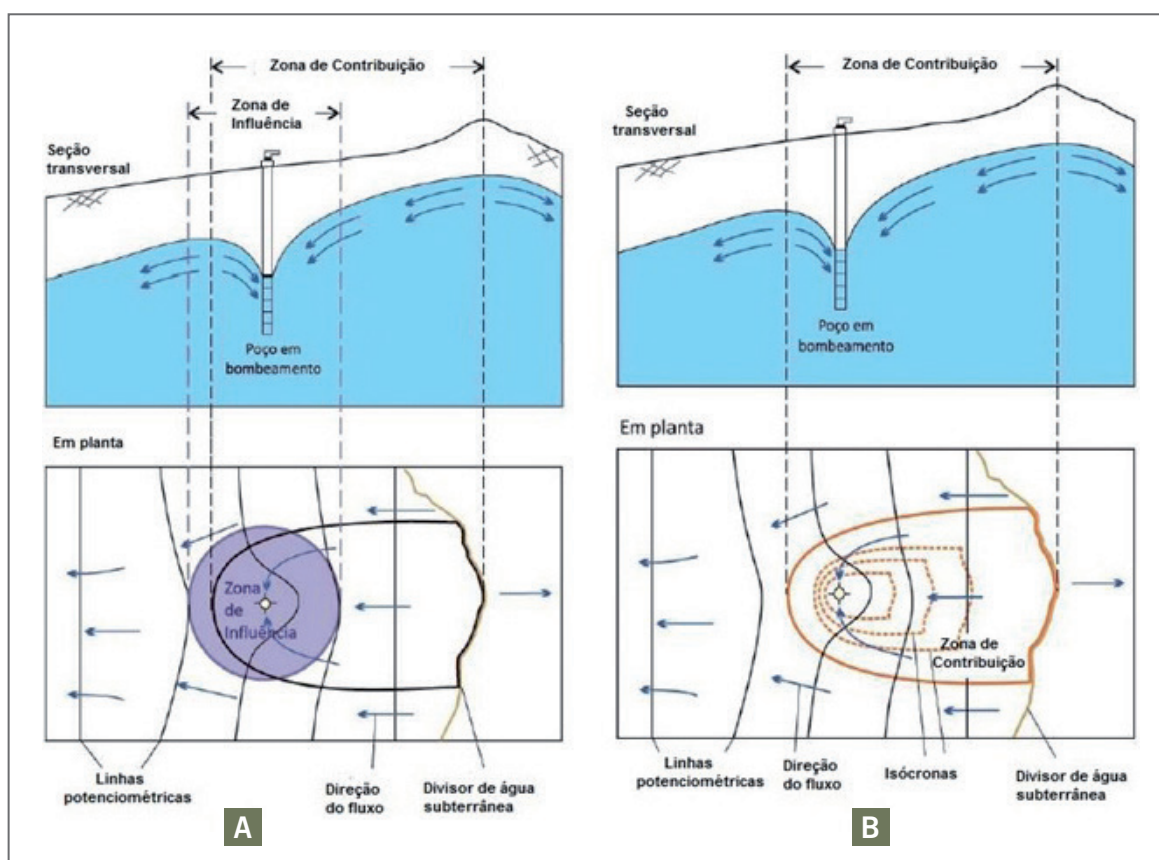 Zona de Contribuição
Zona de
Influência
Seção
transversal
Poço em
bombeamento
Em planta
Zona
de
Influência
Linhas
potenciométricas
Direção
do fluxo
Divisor de água
subterrânea
A
Zona de Contribuição
Seção
transversal
Poço em
bombeamento
Em planta
Zona de
Contribuição
Linhas
potenciométricas
Direção
do fluxo
Isócronas
Divisor de água
subterrânea
B